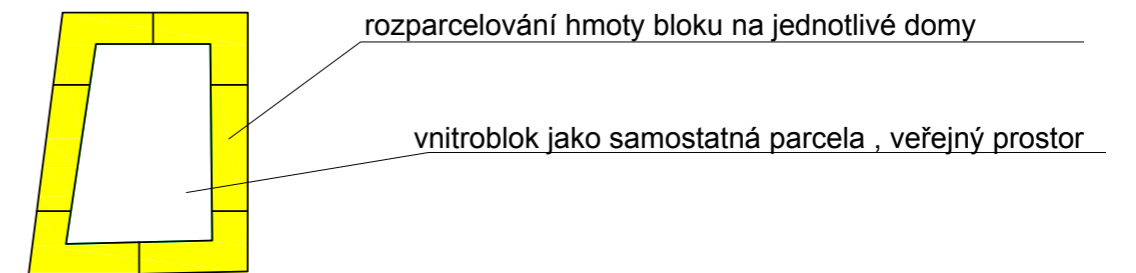 rozparcelování hmoty bloku na jednotlivé domy
vnitroblok jako samostatná parcela , veřejný prostor